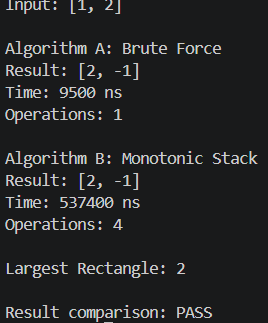 Input: [1, 2]
Algorithm A: Brute Force
Result: [2, -1]
Time: 9500 ns
Operations: 1
Algorithm B: Monotonic Stack
Result: [2, -1]
Time: 537400 ns
Operations: 4
Largest Rectangle: 2
Result comparison: PASS